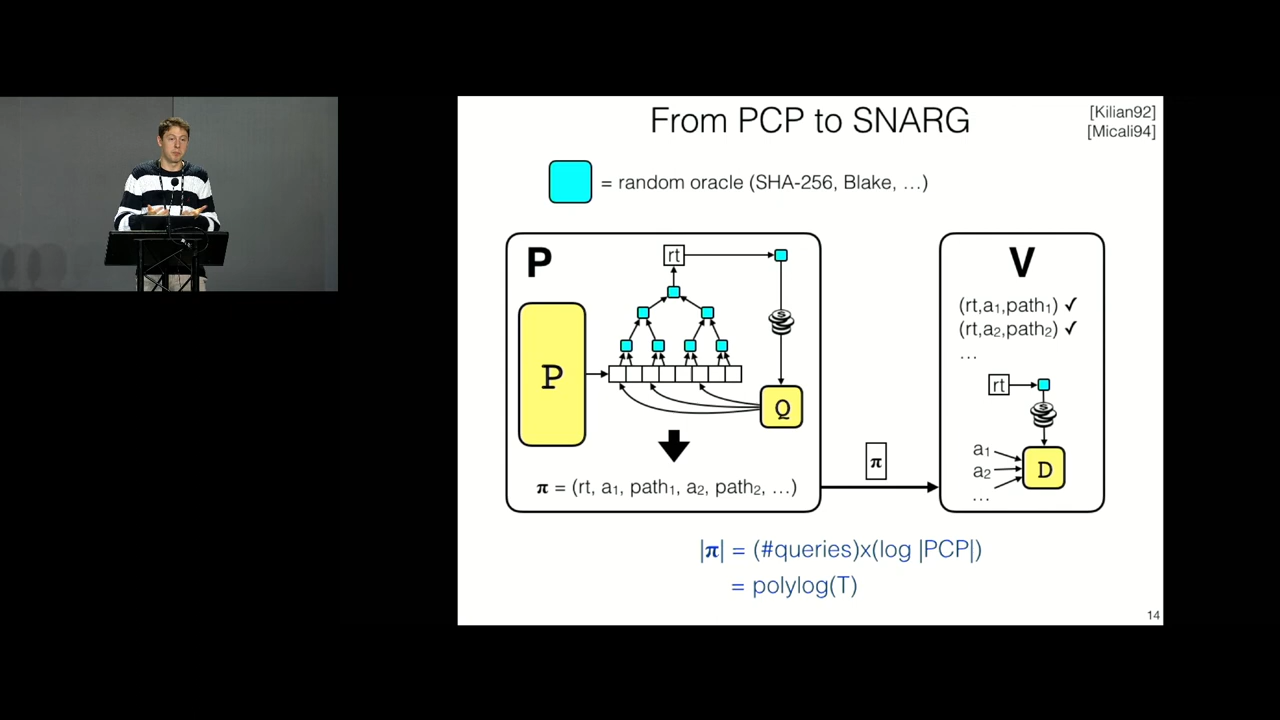 From PCP to SNARG
[Kilian92]
[Micali94]
= random oracle (SHA-256, Blake, …)
P
rt
P
Q
𝛑 = (rt, a₁, path₁, a₂, path₂, …)
𝛑
V
(rt,a₁,path₁) ✓
(rt,a₂,path₂) ✓
…
rt
a₁
a₂
…
D
|𝛑| = (#queries)x(log |PCP|)
= polylog(T)
14